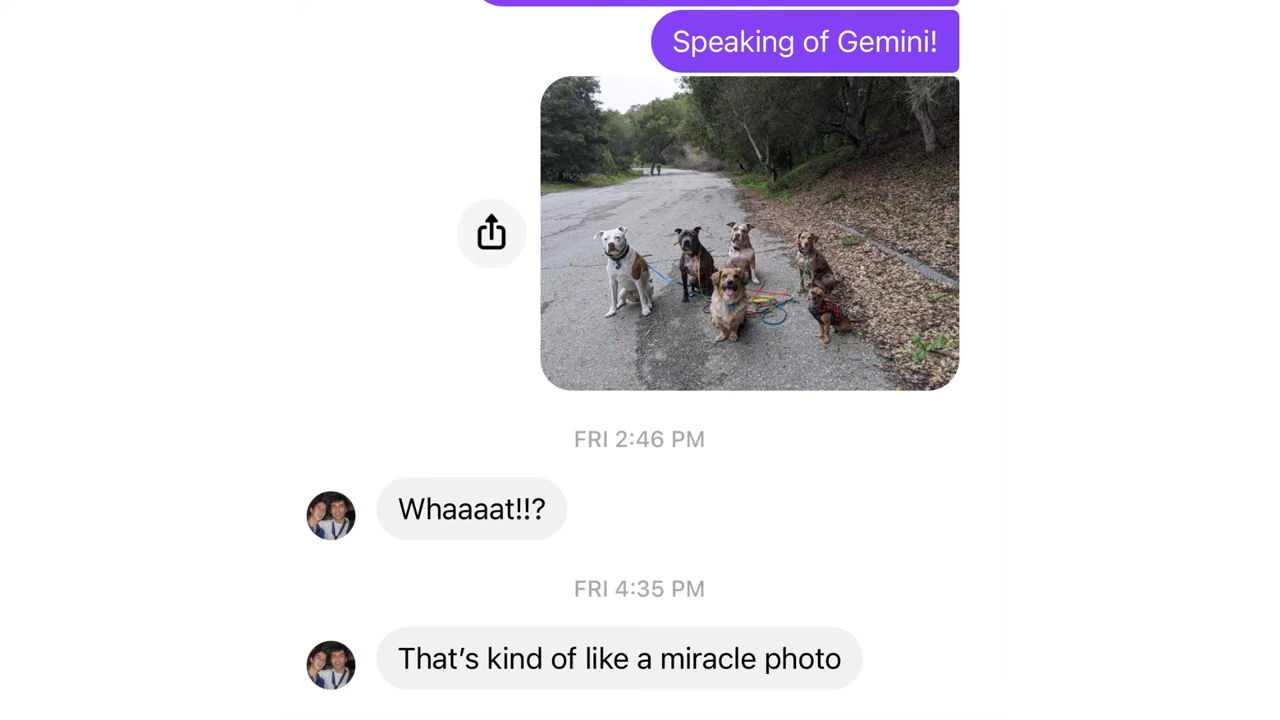 Speaking of Gemini!
FRI 2:46 PM
Whaaaat!!?
FRI 4:35 PM
That’s kind of like a miracle photo